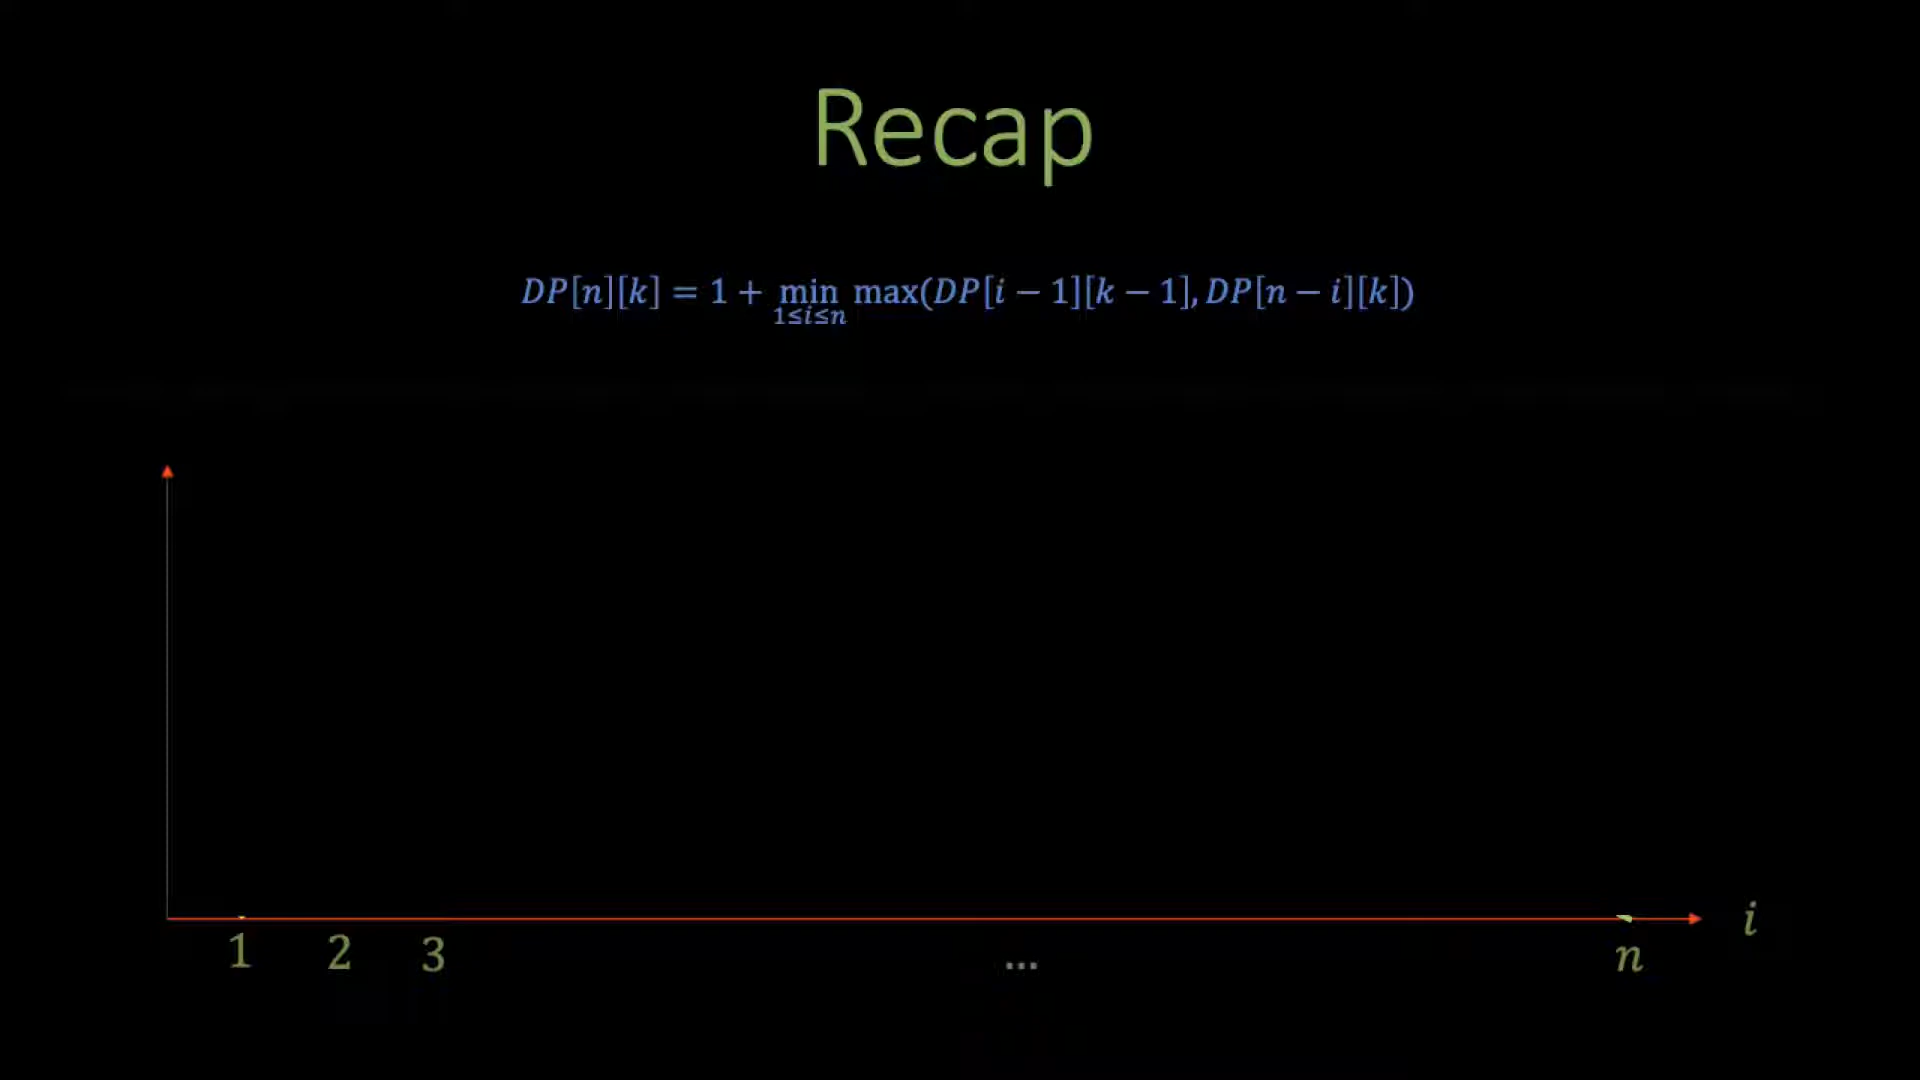 Recap
DP[n][k] = 1 + min max(DP[i − 1][k − 1], DP[n − i][k])
1≤i≤n
i
1 2 3 ... n